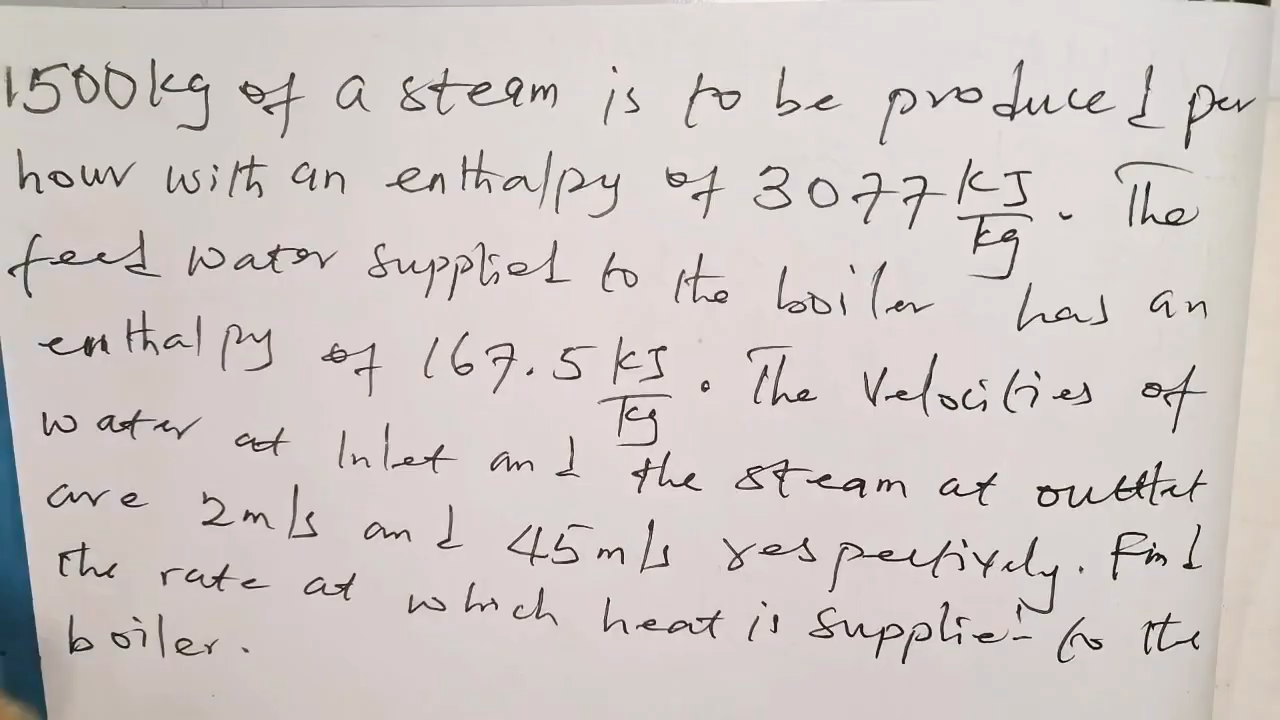 1500kg of a steam is to be produced per
hour with an enthalpy of 3077 kJ/kg. The
feed water supplied to the boiler has an
enthalpy of 167.5 kJ/kg. The Velocities of
water at Inlet and the steam at outlet
are 2m/s and 45m/s respectively. Find
the rate at which heat is supplied to the
boiler.